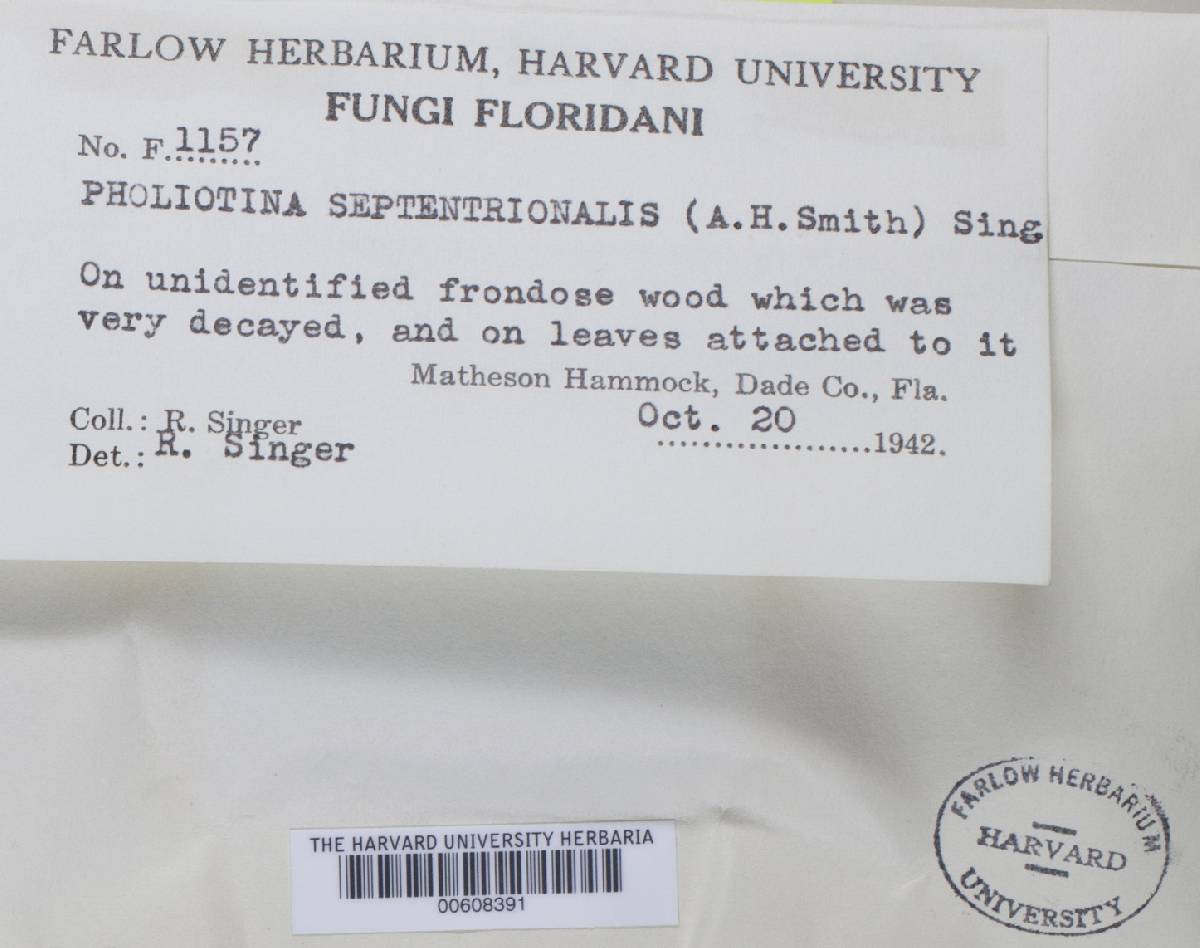 FARLOW HERBARIUM, HARVARD UNIVERSITY
FUNGI FLORIDANI
No. F.1157
PHOLIOTINA SEPTENTRIONALIS (A.H.Smith) Sing
On unidentified frondose wood which was
very decayed, and on leaves attached to it
Matheson Hammock, Dade Co., Fla.
Coll.: R. Singer
Oct. 20 1942.
Det.: R. Singer
THE HARVARD UNIVERSITY HERBARIA
00608391
FARLOW HERBARIUM
HARVARD
UNIVERSITY